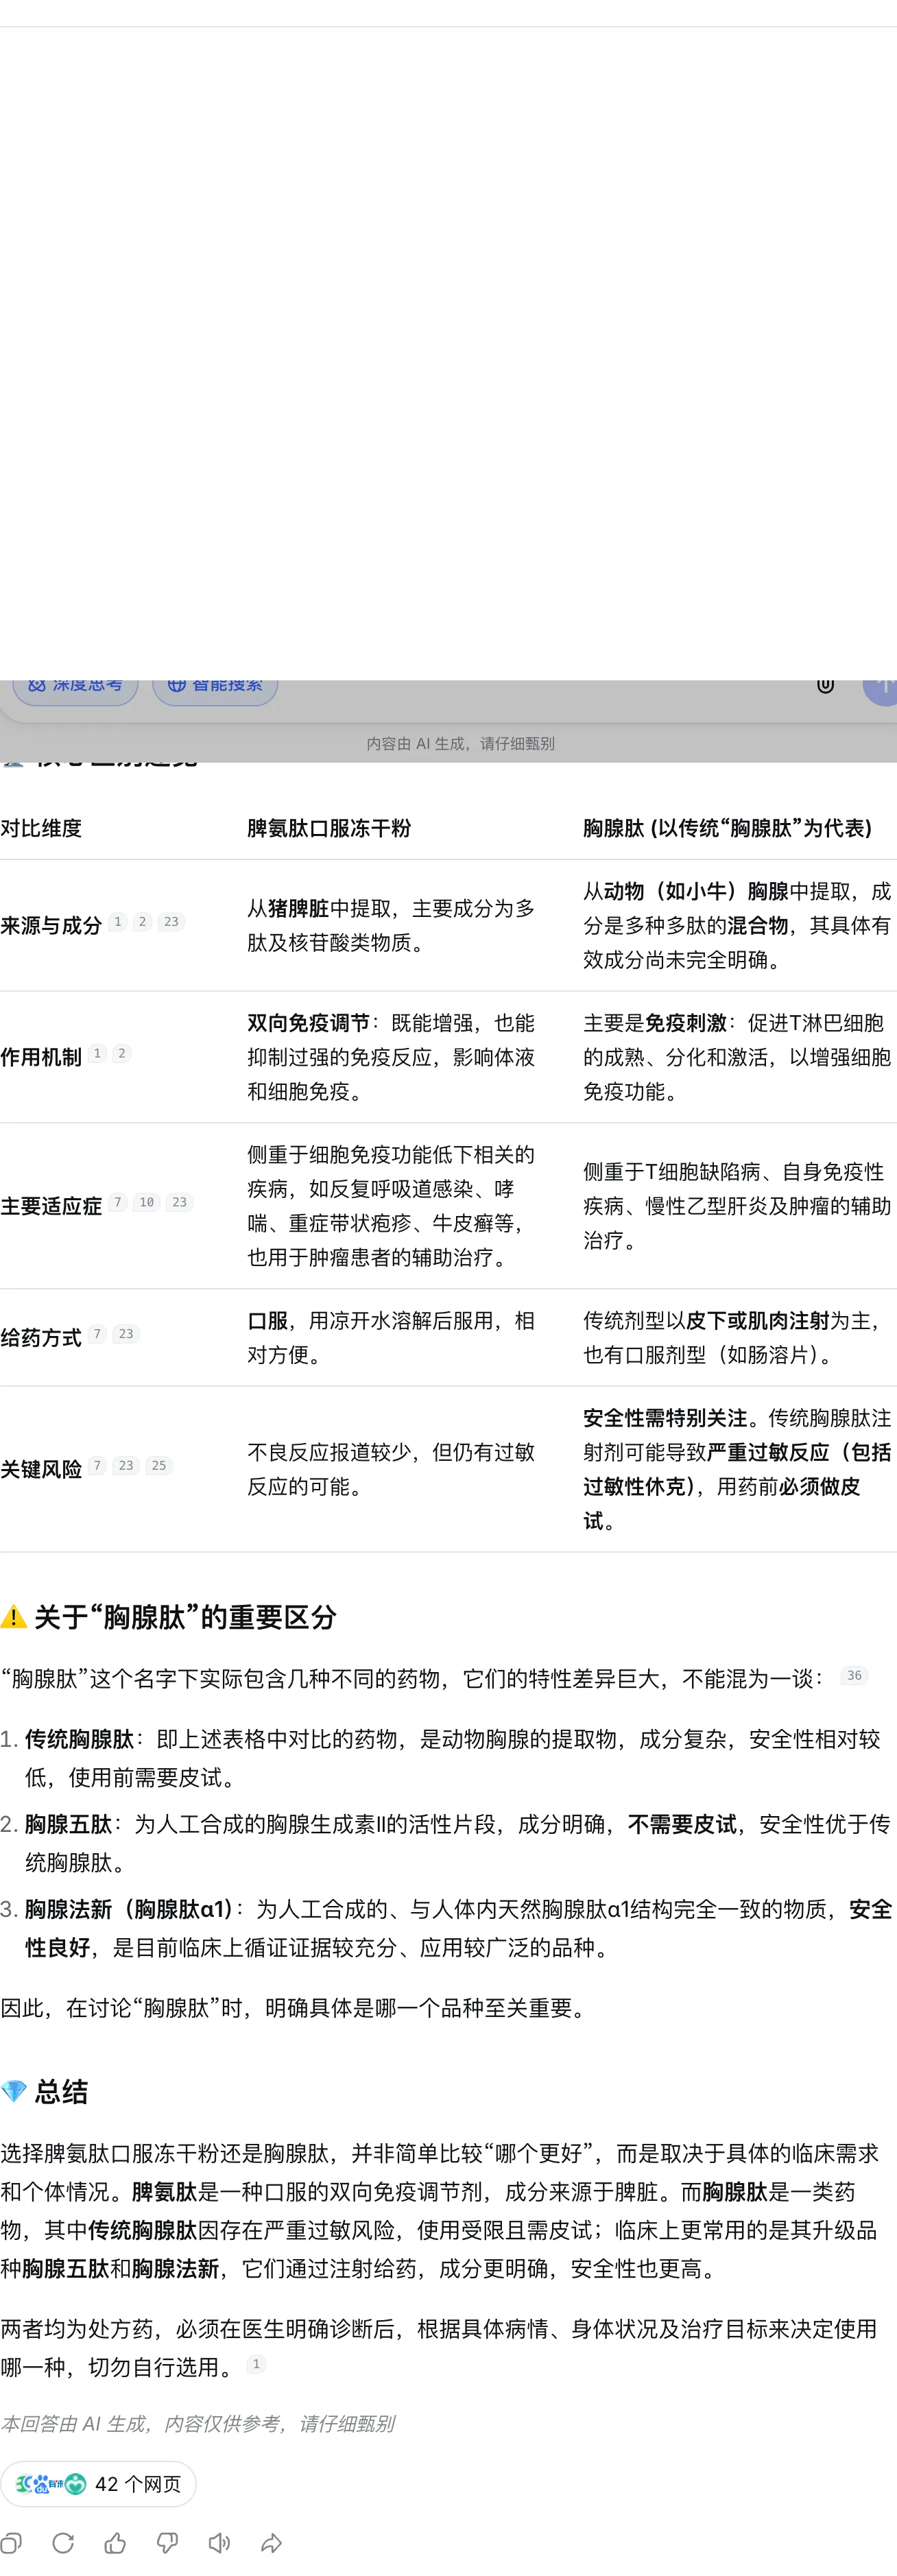 深度思考
智能搜索
内容由 AI 生成，请仔细甄别
对比维度
脾氨肽口服冻干粉
胸腺肽 (以传统“胸腺肽”为代表)
来源与成分 1 2 23
从猪脾脏中提取，主要成分为多
肽及核苷酸类物质。
从动物（如小牛）胸腺中提取，成
分是多种多肽的混合物，其具体有
效成分尚未完全明确。
作用机制 1 2
双向免疫调节：既能增强，也能
抑制过强的免疫反应，影响体液
和细胞免疫。
主要是免疫刺激：促进T淋巴细胞
的成熟、分化和激活，以增强细胞
免疫功能。
主要适应症 7 10 23
侧重于细胞免疫功能低下相关的
疾病，如反复呼吸道感染、哮
喘、重症带状疱疹、牛皮癣等，
也用于肿瘤患者的辅助治疗。
侧重于T细胞缺陷病、自身免疫性
疾病、慢性乙型肝炎及肿瘤的辅助
治疗。
给药方式 7 23
口服，用凉开水溶解后服用，相
对方便。
传统剂型以皮下或肌肉注射为主，
也有口服剂型（如肠溶片）。
关键风险 7 23 25
不良反应报道较少，但仍有过敏
反应的可能。
安全性需特别关注。传统胸腺肽注
射剂可能导致严重过敏反应（包括
过敏性休克），用药前必须做皮
试。
关于“胸腺肽”的重要区分
“胸腺肽”这个名字下实际包含几种不同的药物，它们的特性差异巨大，不能混为一谈： 36
1. 传统胸腺肽：即上述表格中对比的药物，是动物胸腺的提取物，成分复杂，安全性相对较
低，使用前需要皮试。
2. 胸腺五肽：为人工合成的胸腺生成素II的活性片段，成分明确，不需要皮试，安全性优于传
统胸腺肽。
3. 胸腺法新（胸腺肽α1）：为人工合成的、与人体内天然胸腺肽α1结构完全一致的物质，安全
性良好，是目前临床上循证证据较充分、应用较广泛的品种。
因此，在讨论“胸腺肽”时，明确具体是哪一个品种至关重要。
总结
选择脾氨肽口服冻干粉还是胸腺肽，并非简单比较“哪个更好”，而是取决于具体的临床需求
和个体情况。脾氨肽是一种口服的双向免疫调节剂，成分来源于脾脏。而胸腺肽是一类药
物，其中传统胸腺肽因存在严重过敏风险，使用受限且需皮试；临床上更常用的是其升级品
种胸腺五肽和胸腺法新，它们通过注射给药，成分更明确，安全性也更高。
两者均为处方药，必须在医生明确诊断后，根据具体病情、身体状况及治疗目标来决定使用
哪一种，切勿自行选用。 1
本回答由 AI 生成，内容仅供参考，请仔细甄别
42 个网页